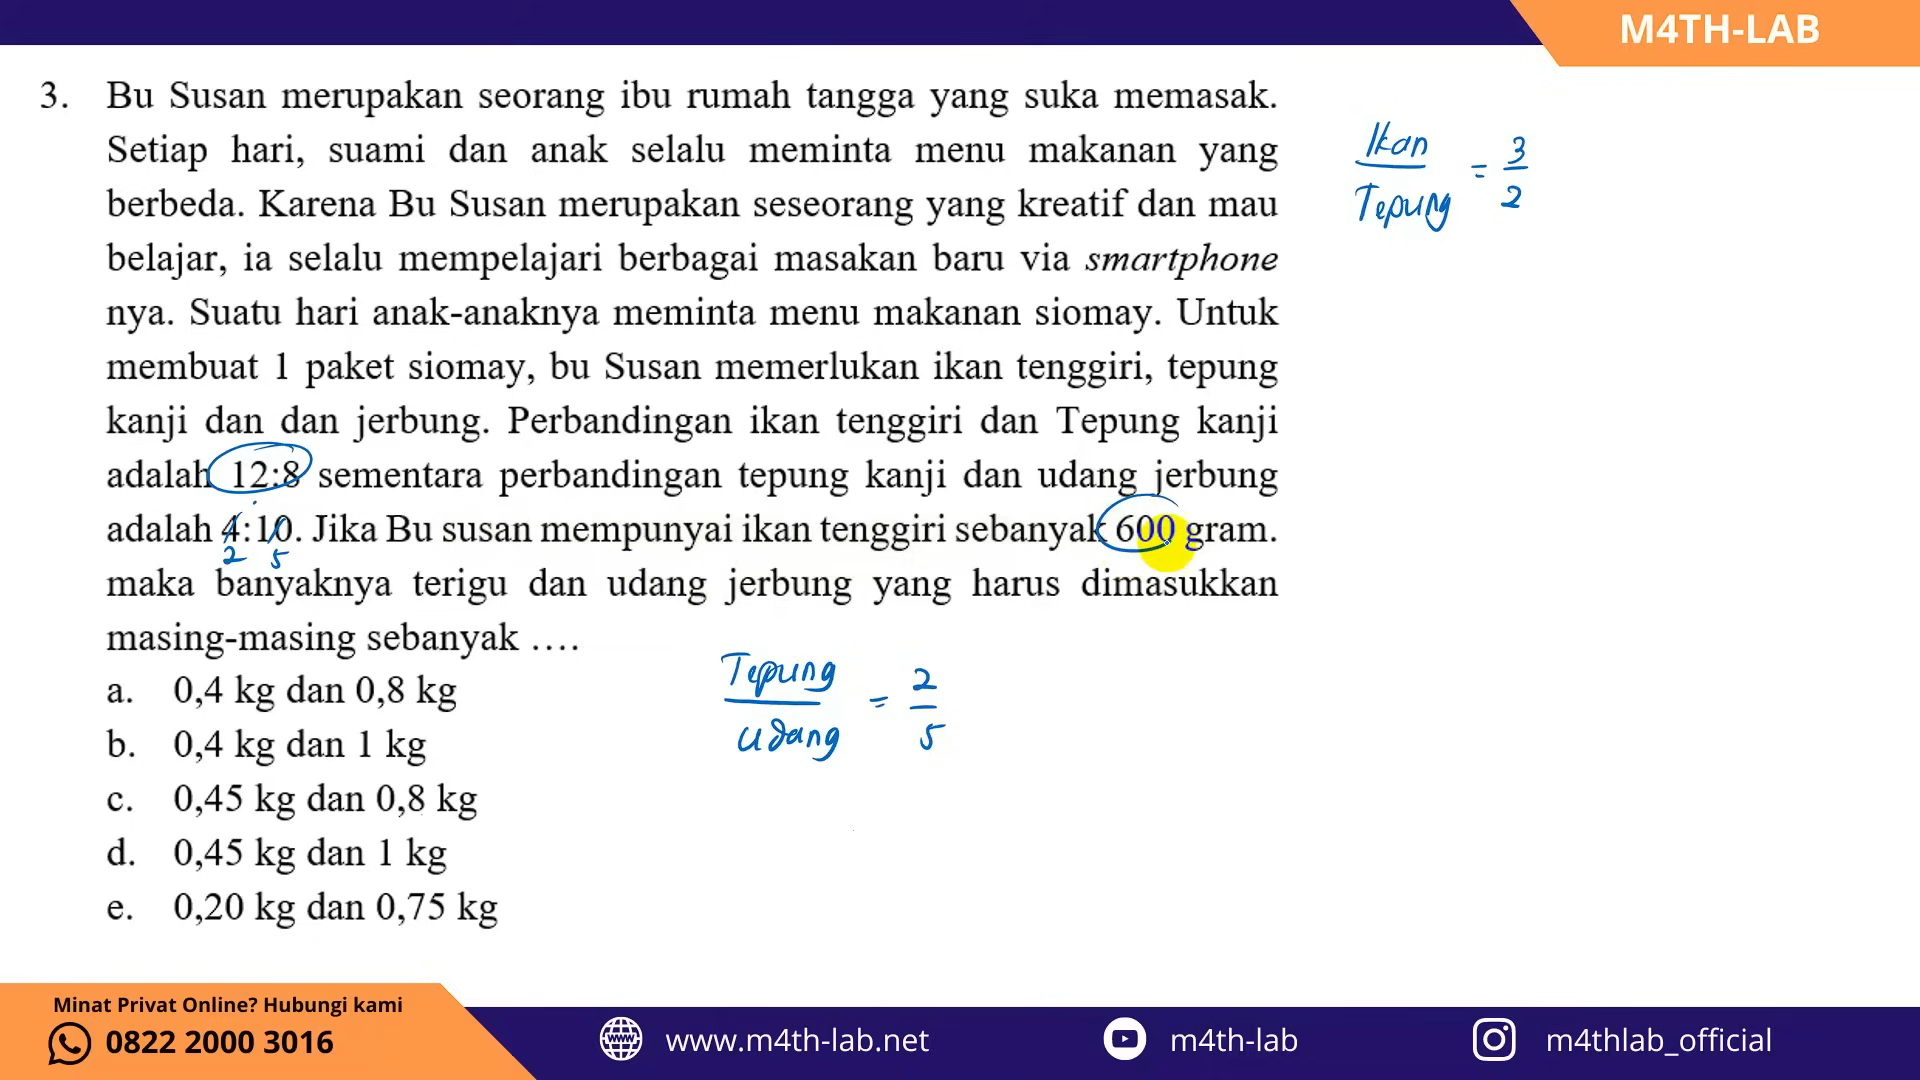 M4TH-LAB
3. Bu Susan merupakan seorang ibu rumah tangga yang suka memasak.
Setiap hari, suami dan anak selalu meminta menu makanan yang
berbeda. Karena Bu Susan merupakan seseorang yang kreatif dan mau
belajar, ia selalu mempelajari berbagai masakan baru via smartphone
nya. Suatu hari anak-anaknya meminta menu makanan siomay. Untuk
membuat 1 paket siomay, bu Susan memerlukan ikan tenggiri, tepung
kanji dan dan jerbung. Perbandingan ikan tenggiri dan Tepung kanji
adalah 12:8 sementara perbandingan tepung kanji dan udang jerbung
adalah 4:10. Jika Bu susan mempunyai ikan tenggiri sebanyak 600 gram.
2 5
maka banyaknya terigu dan udang jerbung yang harus dimasukkan
masing-masing sebanyak ….
a. 0,4 kg dan 0,8 kg
b. 0,4 kg dan 1 kg
c. 0,45 kg dan 0,8 kg
d. 0,45 kg dan 1 kg
e. 0,20 kg dan 0,75 kg
Ikan
Tepung
= 3
2
Tepung
udang
= 2
5
Minat Privat Online? Hubungi kami
0822 2000 3016
www.m4th-lab.net
m4th-lab
m4thlab_official